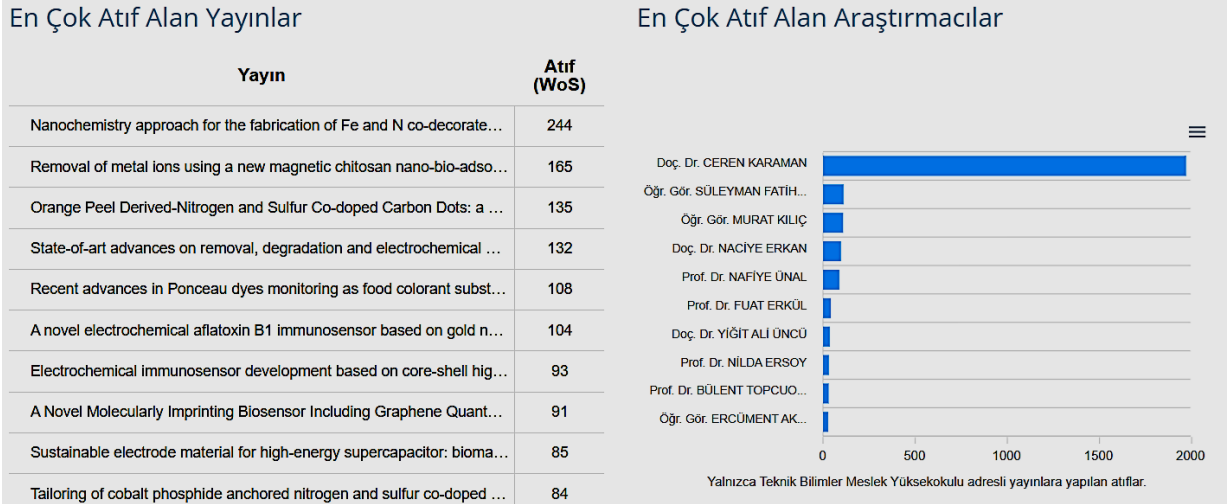 En Çok Atıf Alan Yayınlar
Yayın
Atıf
(WoS)
Nanochemistry approach for the fabrication of Fe and N co-decorate... 244
Removal of metal ions using a new magnetic chitosan nano-bio-adso... 165
Orange Peel Derived-Nitrogen and Sulfur Co-doped Carbon Dots: a ... 135
State-of-art advances on removal, degradation and electrochemical ... 132
Recent advances in Ponceau dyes monitoring as food colorant subst... 108
A novel electrochemical aflatoxin B1 immunosensor based on gold n... 104
Electrochemical immunosensor development based on core-shell hig... 93
A Novel Molecularly Imprinting Biosensor Including Graphene Quant... 91
Sustainable electrode material for high-energy supercapacitor: bioma... 85
Tailoring of cobalt phosphide anchored nitrogen and sulfur co-doped ... 84
En Çok Atıf Alan Araştırmacılar
Doç. Dr. CEREN KARAMAN
Öğr. Gör. SÜLEYMAN FATİH...
Öğr. Gör. MURAT KILIÇ
Doç. Dr. NACİYE ERKAN
Prof. Dr. NAFİYE ÜNAL
Prof. Dr. FUAT ERKÜL
Doç. Dr. YİĞİT ALİ ÜNCÜ
Prof. Dr. NİLDA ERSOY
Prof. Dr. BÜLENT TOPCUO...
Öğr. Gör. ERCÜMENT AK...
0 500 1000 1500 2000
Yalnızca Teknik Bilimler Meslek Yüksekokulu adresli yayınlara yapılan atıflar.